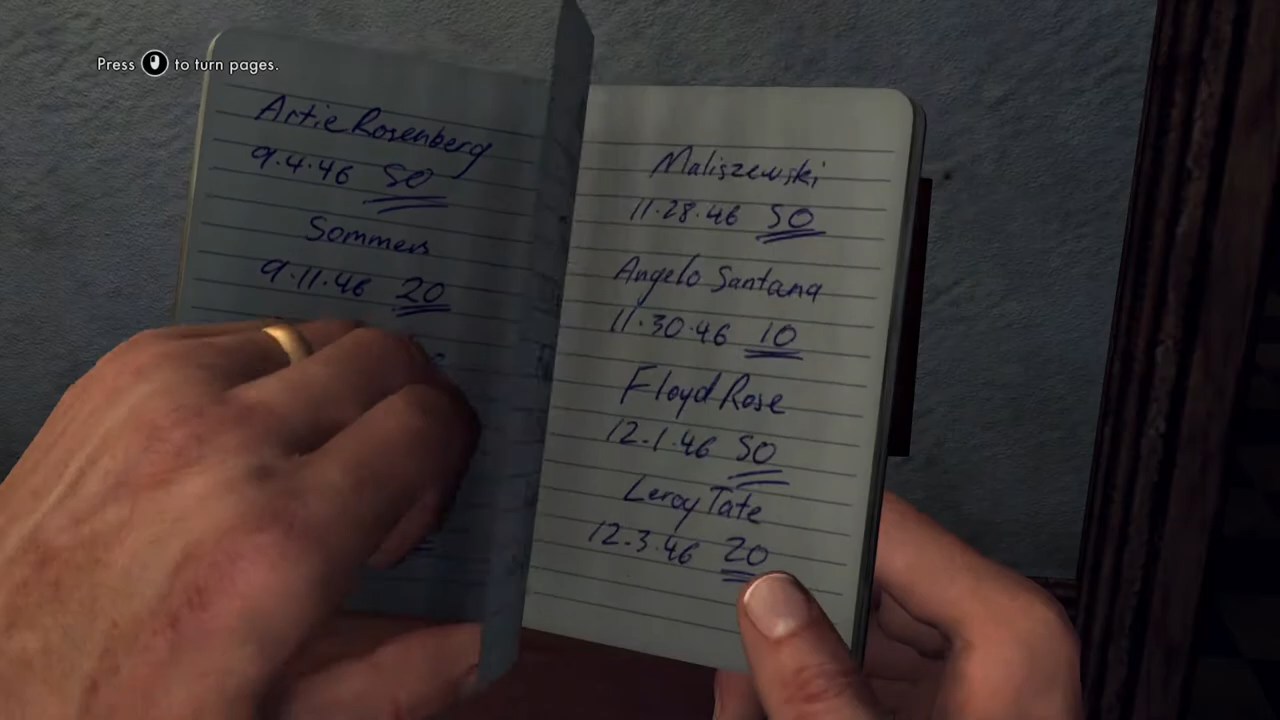 Press to turn pages.
Artie Rosenberg
9.4.46 50
Sommers
9.11.46 20
Maliszewski
11.28.46 50
Angelo Santana
11.30.46 10
Floyd Rose
12.1.46 50
Leroy Tate
12.3.46 20